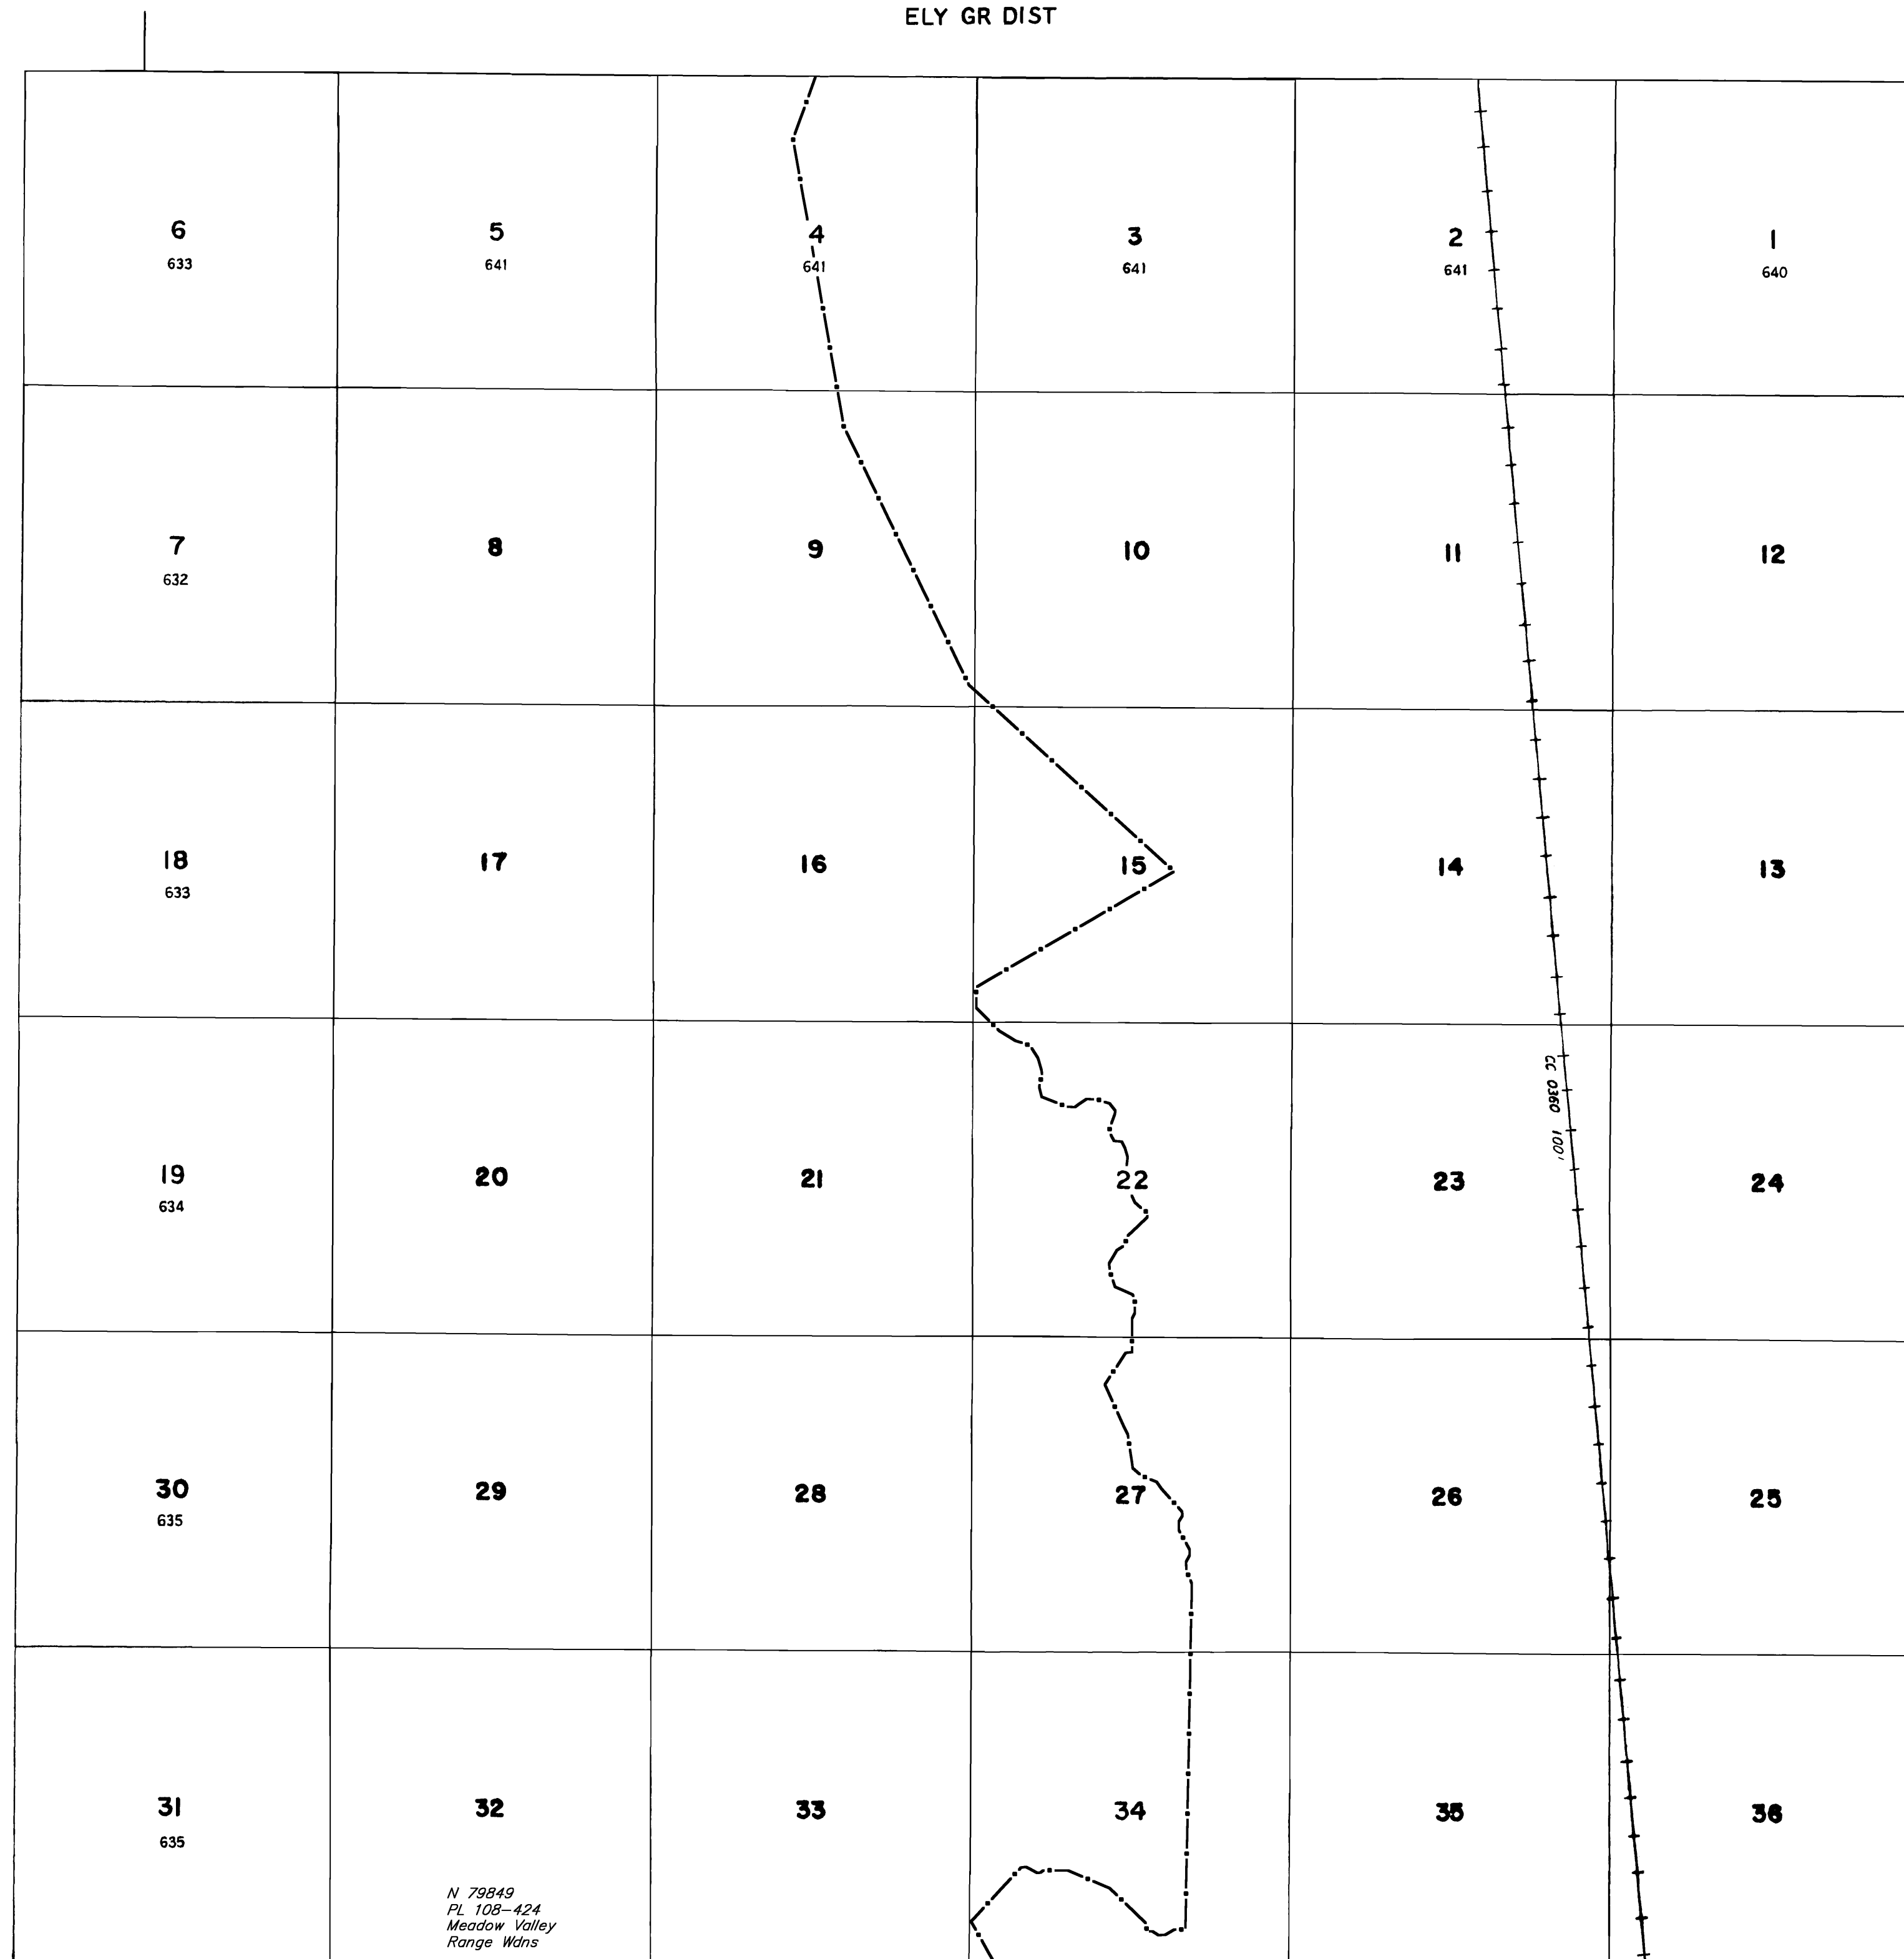 ELY GR DIST
6 5 4 3 2 1
633 641 641 641 641 640
7 8 9 10 11 12
632
18 17 16 15 14 13
633
CC 0360 100'
19 20 21 22 23 24
634
30 29 28 27 26 25
635
31 32 33 34 35 36
635
N 79849
PL 108-424
Meadow Valley
Range Wdns